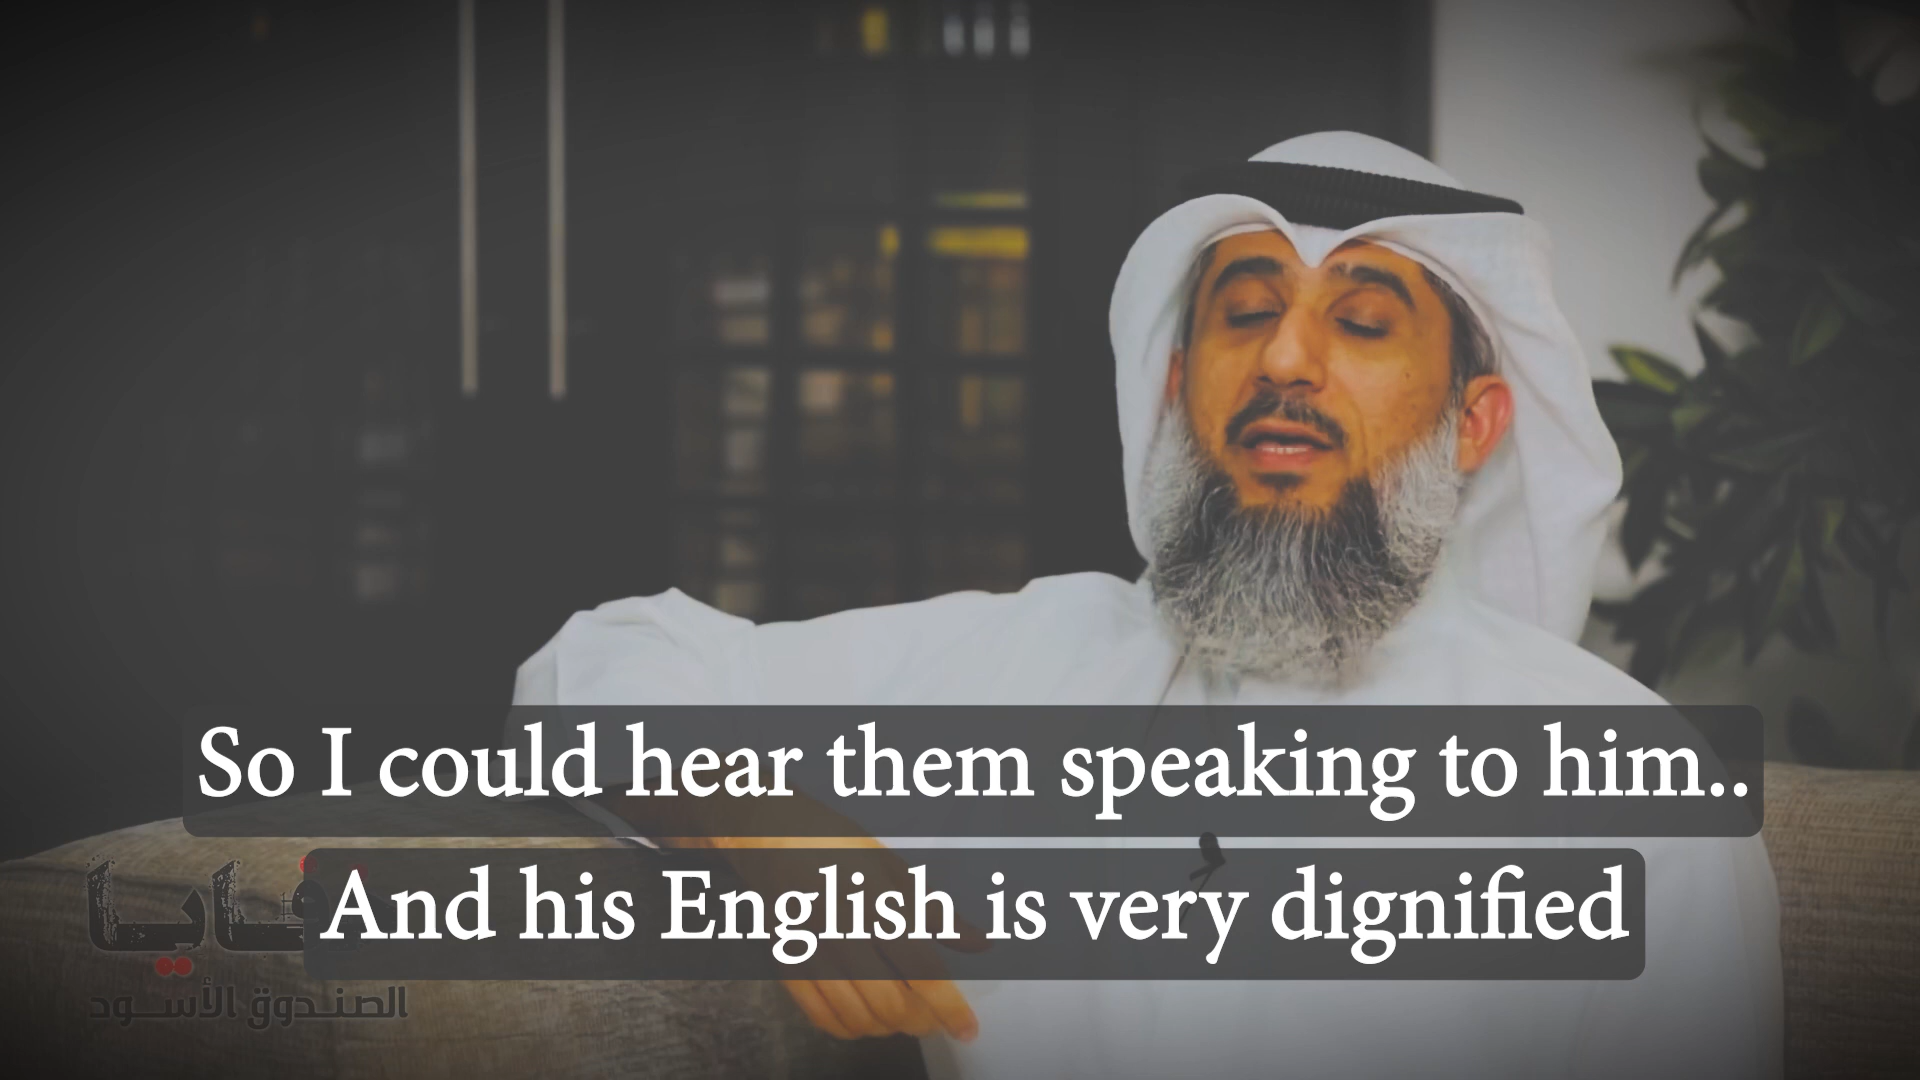 So I could hear them speaking to him..
And his English is very dignified
الصندوق الأسود